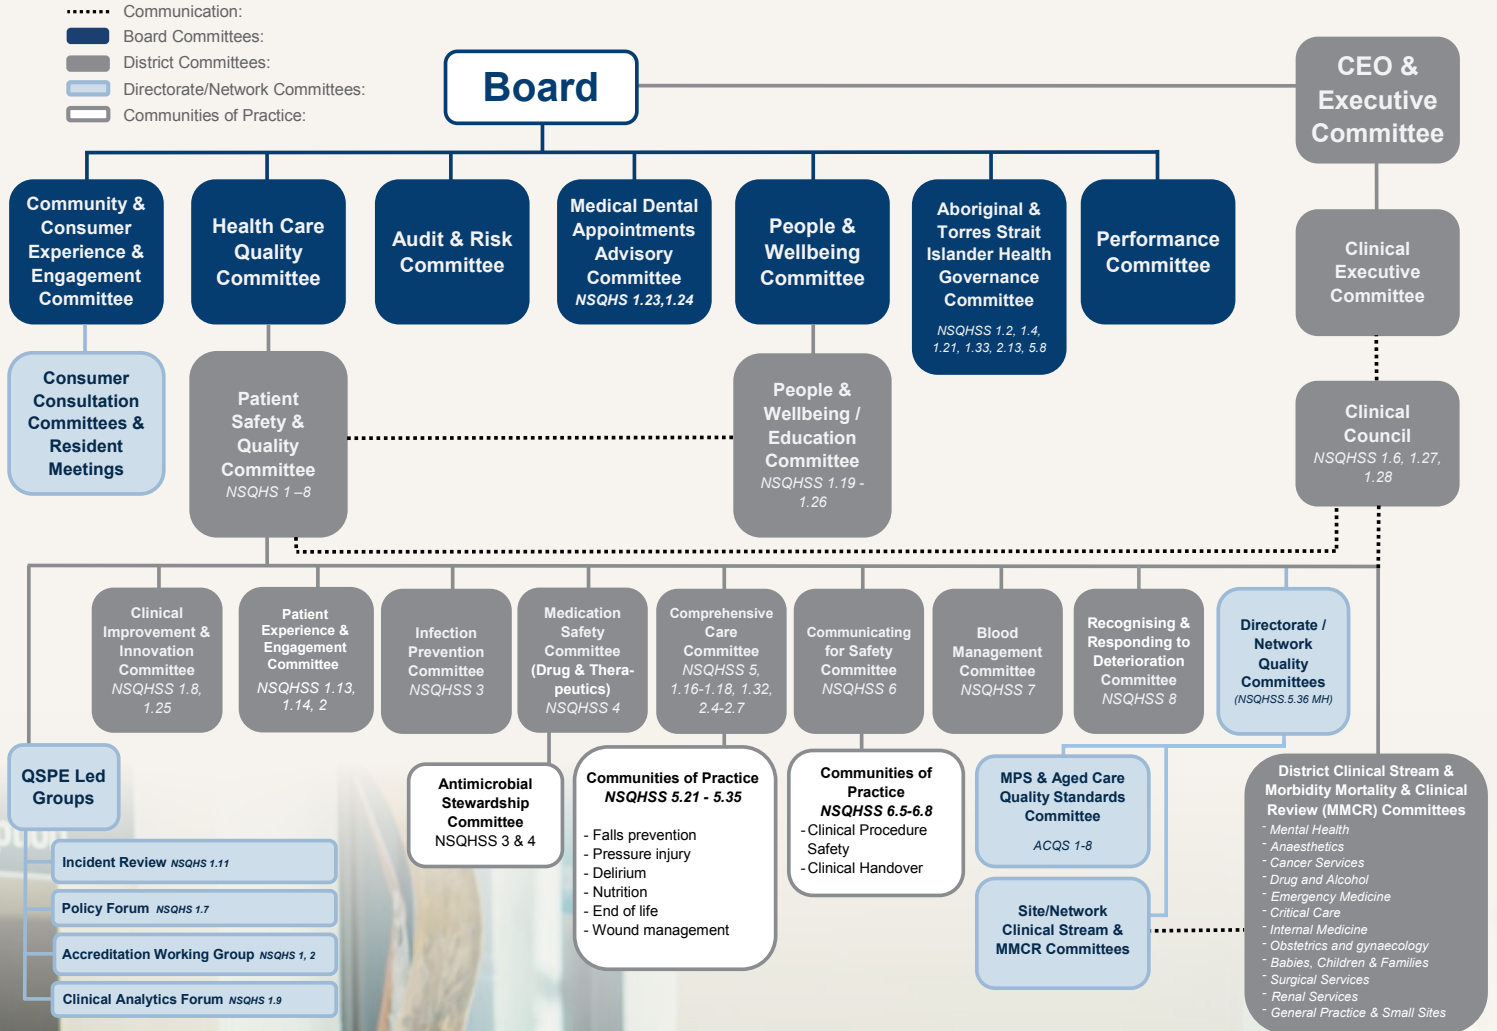 Communication:
Board Committees:
District Committees:
Directorate/Network Committees:
Communities of Practice:
Board
CEO &
Executive
Committee
Community &
Consumer
Experience &
Engagement
Committee
Health Care
Quality
Committee
Audit & Risk
Committee
Medical Dental
Appointments
Advisory
Committee
NSQHS 1.23,1.24
People &
Wellbeing
Committee
Aboriginal &
Torres Strait
Islander Health
Governance
Committee
NSQHSS 1.2, 1.4,
1.21, 1.33, 2.13, 5.8
Performance
Committee
Clinical
Executive
Committee
Consumer
Consultation
Committees &
Resident
Meetings
Patient
Safety &
Quality
Committee
NSQHS 1 –8
People &
Wellbeing /
Education
Committee
NSQHSS 1.19 -
1.26
Clinical
Council
NSQHSS 1.6, 1.27,
1.28
Clinical
Improvement &
Innovation
Committee
NSQHSS 1.8,
1.25
Patient
Experience &
Engagement
Committee
NSQHSS 1.13,
1.14, 2
Infection
Prevention
Committee
NSQHSS 3
Medication
Safety
Committee
(Drug & Thera-
peutics)
NSQHSS 4
Comprehensive
Care
Committee
NSQHSS 5,
1.16-1.18, 1.32,
2.4-2.7
Communicating
for Safety
Committee
NSQHSS 6
Blood
Management
Committee
NSQHSS 7
Recognising &
Responding to
Deterioration
Committee
NSQHSS 8
Directorate /
Network
Quality
Committees
(NSQHSS.5.36 MH)
QSPE Led
Groups
Incident Review NSQHS 1.11
Policy Forum NSQHS 1.7
Accreditation Working Group NSQHS 1, 2
Clinical Analytics Forum NSQHS 1.9
Antimicrobial
Stewardship
Committee
NSQHSS 3 & 4
Communities of Practice
NSQHSS 5.21 - 5.35
- Falls prevention
- Pressure injury
- Delirium
- Nutrition
- End of life
- Wound management
Communities of
Practice
NSQHSS 6.5-6.8
- Clinical Procedure
Safety
- Clinical Handover
MPS & Aged Care
Quality Standards
Committee
ACQS 1-8
Site/Network
Clinical Stream &
MMCR Committees
District Clinical Stream &
Morbidity Mortality & Clinical
Review (MMCR) Committees
- Mental Health
- Anaesthetics
- Cancer Services
- Drug and Alcohol
- Emergency Medicine
- Critical Care
- Internal Medicine
- Obstetrics and gynaecology
- Babies, Children & Families
- Surgical Services
- Renal Services
- General Practice & Small Sites